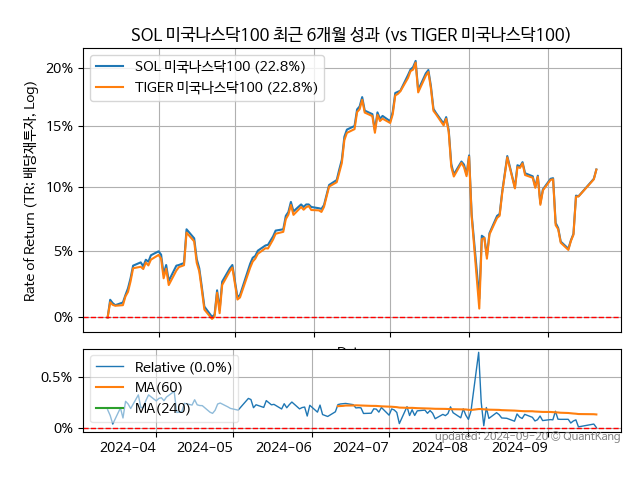 SOL 미국나스닥100 최근 6개월 성과 (vs TIGER 미국나스닥100)
Rate of Return (TR: 배당재투자, Log)
20%
15%
10%
5%
0%
SOL 미국나스닥100 (22.8%)
TIGER 미국나스닥100 (22.8%)
0.5%
0%
Relative (0.0%)
MA(60)
MA(240)
2024-04 2024-05 2024-06 2024-07 2024-08 2024-09
updated: 2024-09-20 © QuantKang